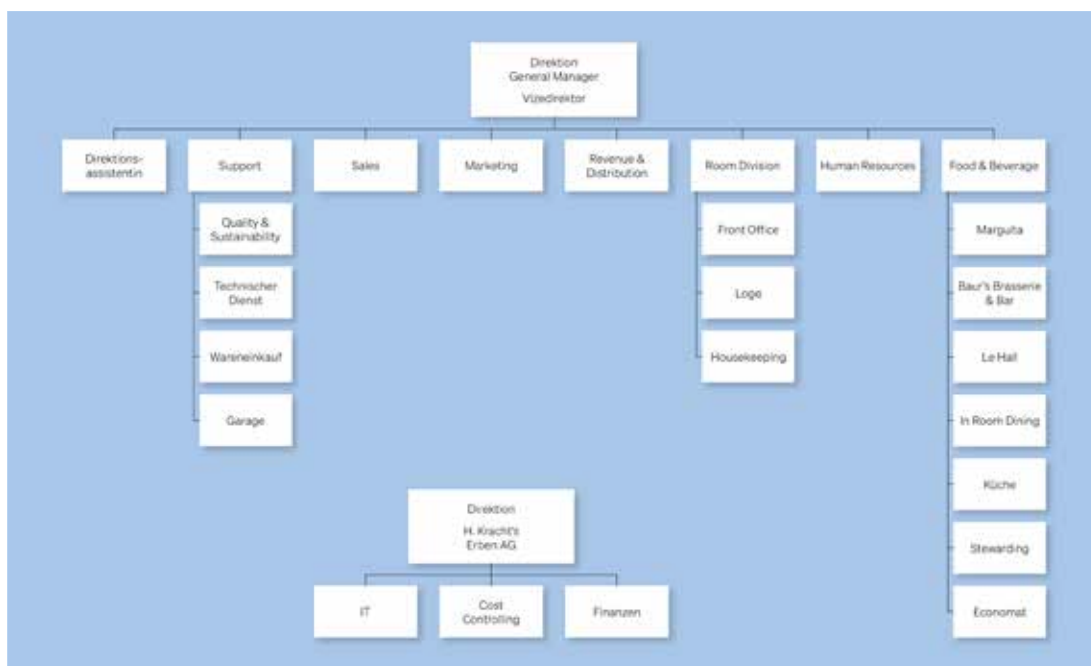 Direktion
General Manager
Vizedirektor
Direktions-
assistentin
Support
Sales
Marketing
Revenue &
Distribution
Room Division
Human Resources
Food & Beverage
Quality &
Sustainability
Technischer
Dienst
Wareneinkauf
Garage
Front Office
Loge
Housekeeping
Marguita
Baur's Brasserie
& Bar
Le Hall
In Room Dining
Küche
Stewarding
Economat
Direktion
H. Kracht's
Erben AG
IT
Cost
Controlling
Finanzen